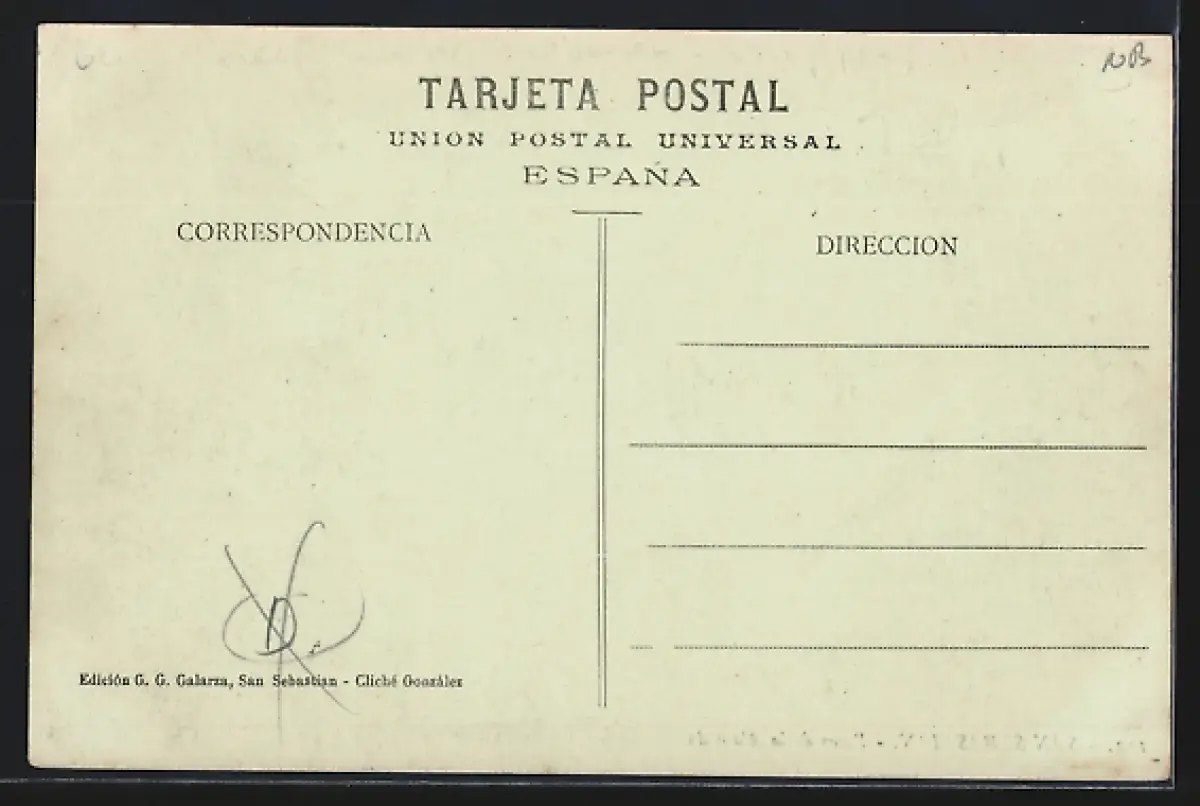 TARJETA POSTAL
UNION POSTAL UNIVERSAL
ESPAÑA
CORRESPONDENCIA
DIRECCION
Edición G. G. Galarza, San Sebastian - Cliché González